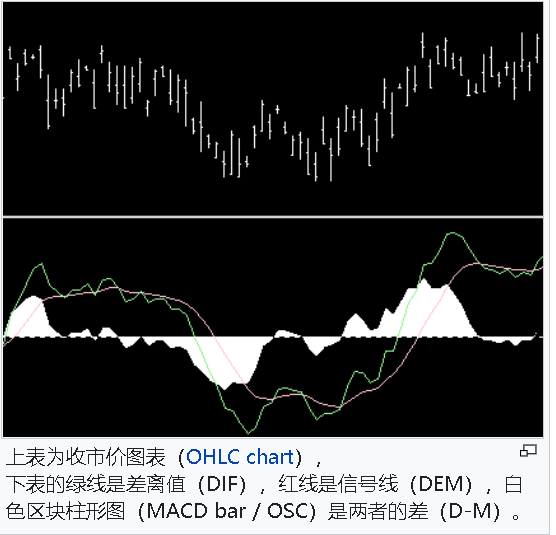 上表为收市价图表（OHLC chart），
下表的绿线是差离值（DIF），红线是信号线（DEM），白
色区块柱形图（MACD bar / OSC）是两者的差（D-M）。